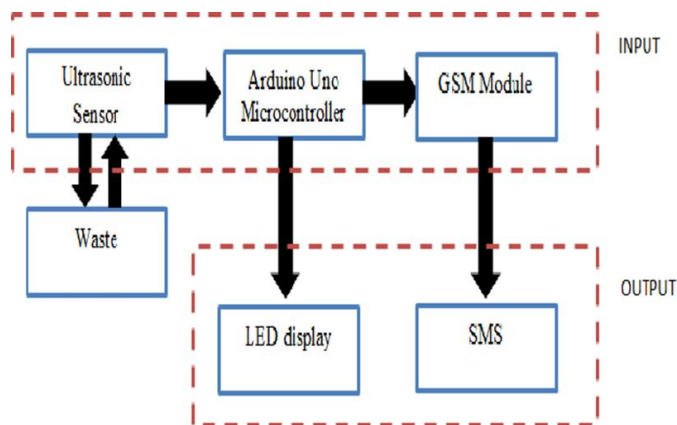 INPUT
Ultrasonic
Sensor
Arduino Uno
Microcontroller
GSM Module
Waste
OUTPUT
LED display
SMS